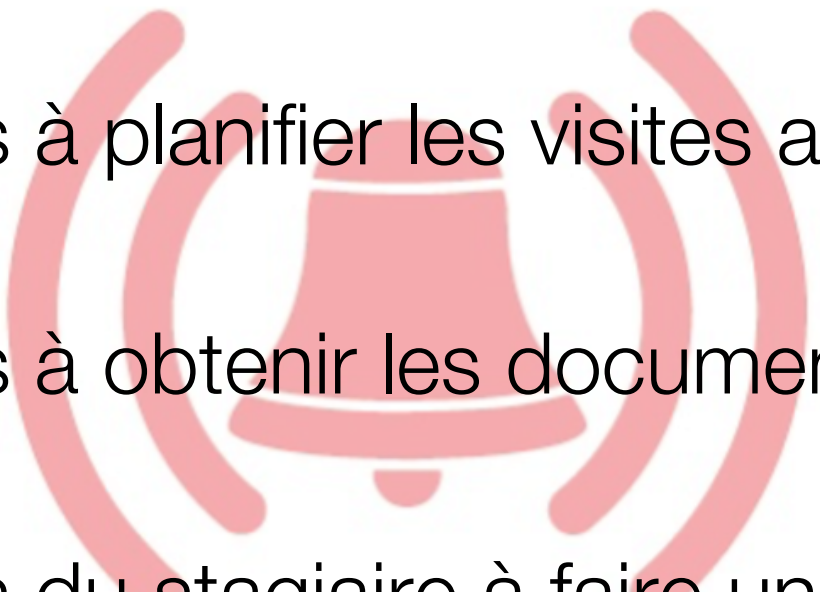 s à planifier les visites a
s à obtenir les documen
du stagiaire à faire un